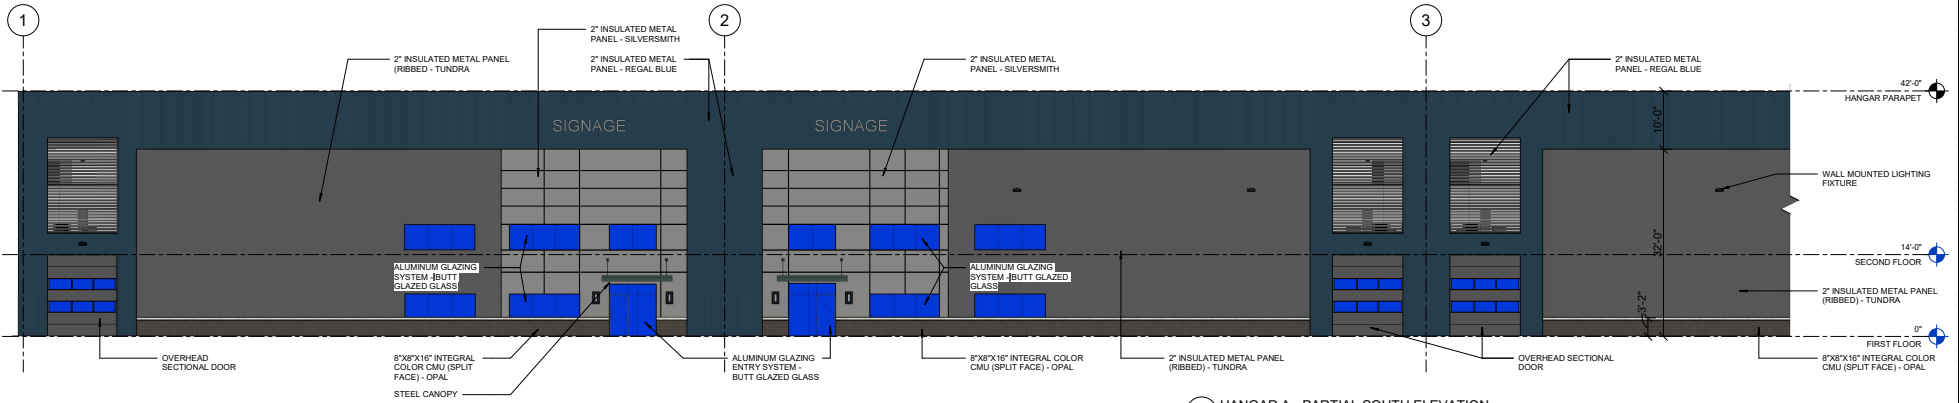 1
2
3
2" INSULATED METAL
PANEL - SILVERSMITH
2" INSULATED METAL PANEL
(RIBBED - TUNDRA
2" INSULATED METAL
PANEL - REGAL BLUE
2" INSULATED METAL
PANEL - SILVERSMITH
2" INSULATED METAL
PANEL - REGAL BLUE
42'-0"
HANGAR PARAPET
SIGNAGE
SIGNAGE
10'-0"
WALL MOUNTED LIGHTING
FIXTURE
32'-0"
14'-0"
SECOND FLOOR
ALUMINUM GLAZING
SYSTEM - BUTT
GLAZED GLASS
ALUMINUM GLAZING
SYSTEM - BUTT GLAZED
GLASS
2" INSULATED METAL PANEL
(RIBBED) - TUNDRA
3'-2"
0"
FIRST FLOOR
OVERHEAD
SECTIONAL DOOR
8"X8"X16" INTEGRAL
COLOR CMU (SPLIT
FACE) - OPAL
STEEL CANOPY
ALUMINUM GLAZING
ENTRY SYSTEM -
BUTT GLAZED GLASS
8"X8"X16" INTEGRAL COLOR
CMU (SPLIT FACE) - OPAL
2" INSULATED METAL PANEL
(RIBBED) - TUNDRA
OVERHEAD SECTIONAL
DOOR
8"X8"X16" INTEGRAL COLOR
CMU (SPLIT FACE) - OPAL
HANGAR A - PARTIAL SOUTH ELEVATION